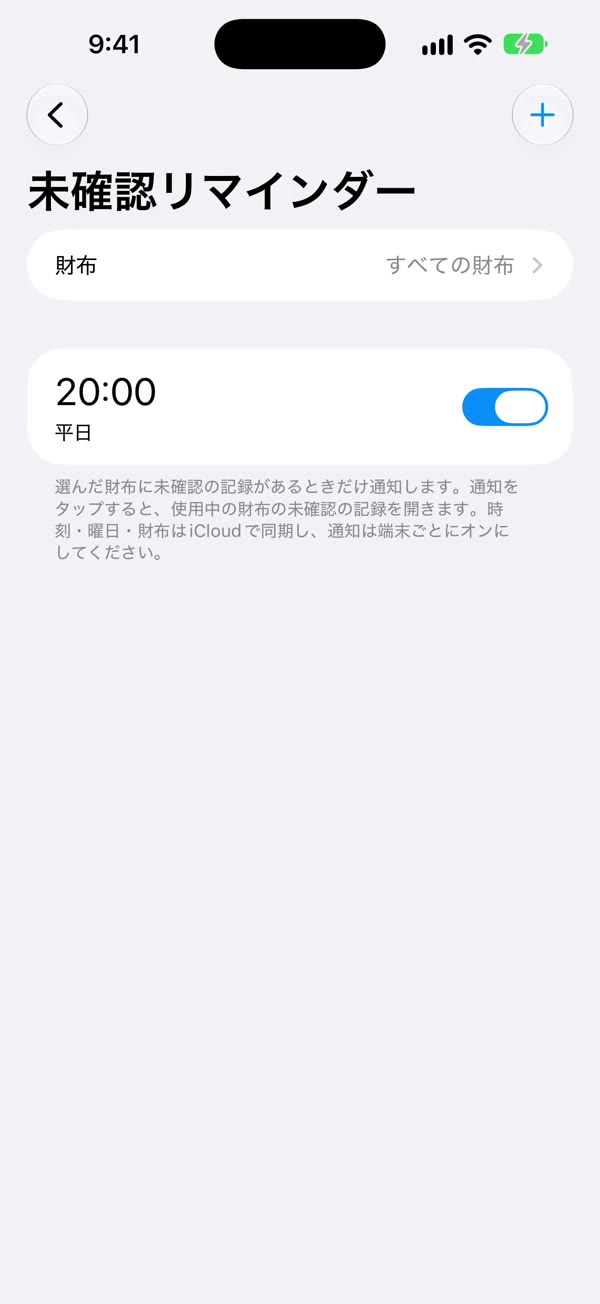 9:41
未確認リマインダー
財布 すべての財布
20:00
平日
選んだ財布に未確認の記録があるときだけ通知します。通知を
タップすると、使用中の財布の未確認の記録を開きます。時
刻・曜日・財布はiCloudで同期し、通知は端末ごとにオンに
してください。